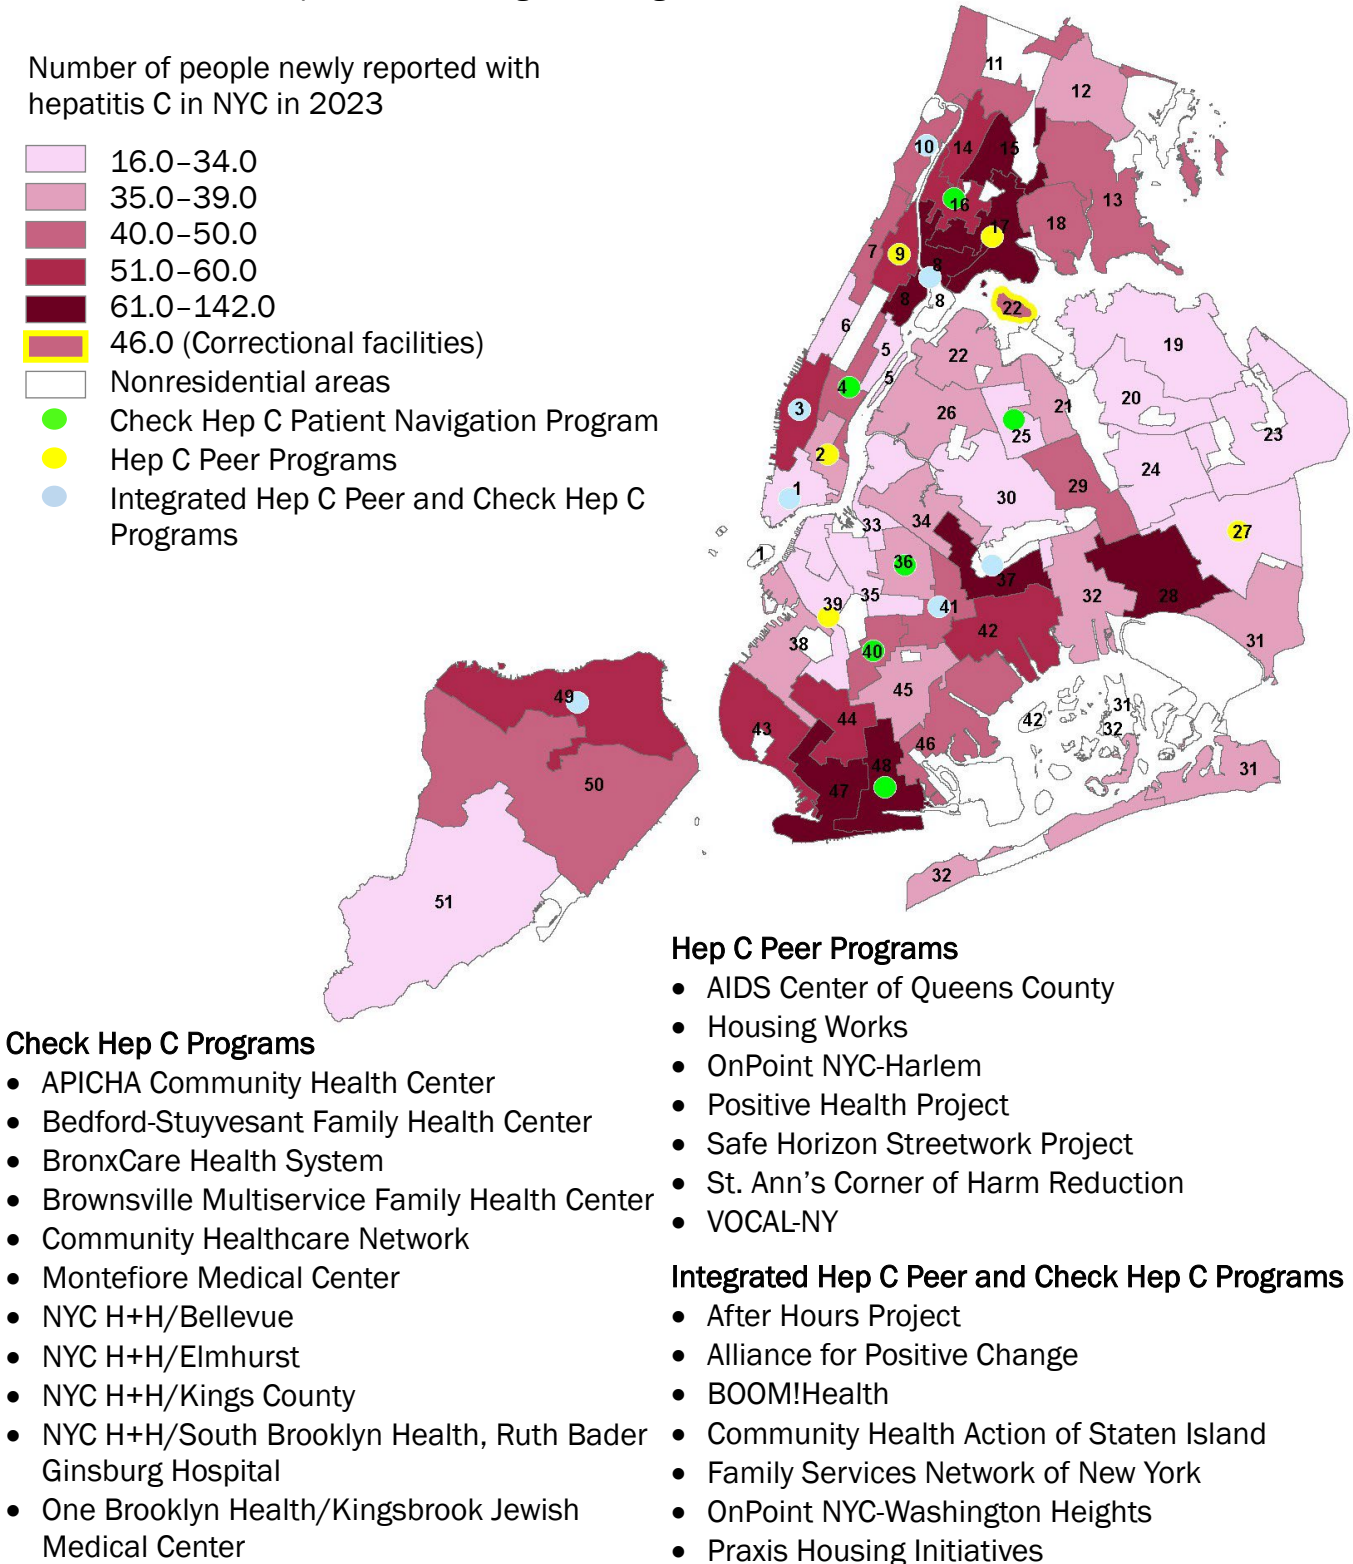 Number of people newly reported with
hepatitis C in NYC in 2023
16.0–34.0
35.0–39.0
40.0–50.0
51.0–60.0
61.0–142.0
46.0 (Correctional facilities)
Nonresidential areas
Check Hep C Patient Navigation Program
Hep C Peer Programs
Integrated Hep C Peer and Check Hep C
Programs
11
12
10
14
15
16
13
17
18
7
9
8
8
8
22
6
5
5
22
19
4
3
26
25
21
20
23
2
24
1
30
29
33
34
27
1
36
37
35
32
28
39
41
42
38
40
31
45
49
43
44
46
42
31
32
48
50
47
31
32
51
Hep C Peer Programs
• AIDS Center of Queens County
• Housing Works
• OnPoint NYC-Harlem
• Positive Health Project
• Safe Horizon Streetwork Project
• St. Ann’s Corner of Harm Reduction
• VOCAL-NY
Check Hep C Programs
• APICHA Community Health Center
• Bedford-Stuyvesant Family Health Center
• BronxCare Health System
• Brownsville Multiservice Family Health Center
• Community Healthcare Network
• Montefiore Medical Center
• NYC H+H/Bellevue
• NYC H+H/Elmhurst
• NYC H+H/Kings County
• NYC H+H/South Brooklyn Health, Ruth Bader
Ginsburg Hospital
• One Brooklyn Health/Kingsbrook Jewish
Medical Center
Integrated Hep C Peer and Check Hep C Programs
• After Hours Project
• Alliance for Positive Change
• BOOM!Health
• Community Health Action of Staten Island
• Family Services Network of New York
• OnPoint NYC-Washington Heights
• Praxis Housing Initiatives